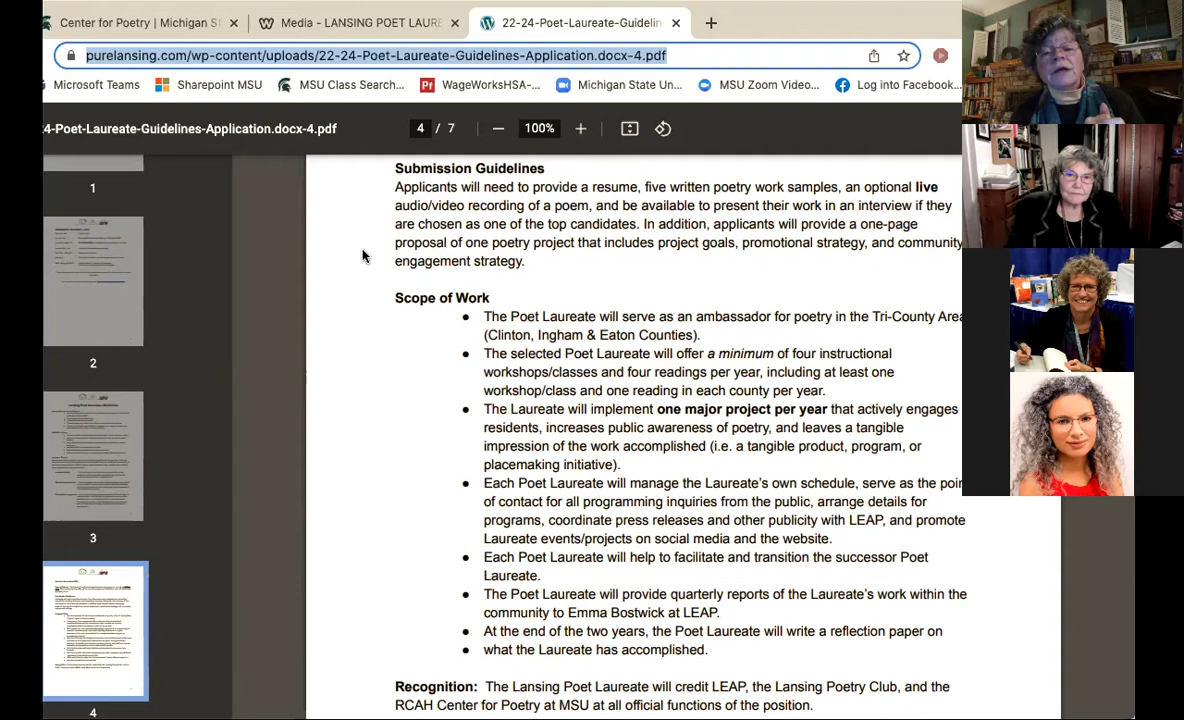 Center for Poetry | Michigan S
Media - LANSING POET LAURE
22-24-Poet-Laureate-Guidelin
purelansing.com/wp-content/uploads/22-24-Poet-Laureate-Guidelines-Application.docx-4.pdf
Microsoft Teams
Sharepoint MSU
MSU Class Search...
WageWorksHSA-...
Michigan State Un...
MSU Zoom Video...
Log into Facebook...
4-Poet-Laureate-Guidelines-Application.docx-4.pdf
4 / 7
100%
1
2
3
4
Submission Guidelines
Applicants will need to provide a resume, five written poetry work samples, an optional live
audio/video recording of a poem, and be available to present their work in an interview if they
are chosen as one of the top candidates. In addition, applicants will provide a one-page
proposal of one poetry project that includes project goals, promotional strategy, and community
engagement strategy.
Scope of Work
● The Poet Laureate will serve as an ambassador for poetry in the Tri-County Area
(Clinton, Ingham & Eaton Counties).
● The selected Poet Laureate will offer a minimum of four instructional
workshops/classes and four readings per year, including at least one
workshop/class and one reading in each county per year.
● The Laureate will implement one major project per year that actively engages
residents, increases public awareness of poetry, and leaves a tangible
impression of the work accomplished (i.e. a tangible product, program, or
placemaking initiative).
● Each Poet Laureate will manage the Laureate's own schedule, serve as the poin
of contact for all programming inquiries from the public, arrange details for
programs, coordinate press releases and other publicity with LEAP, and promote
Laureate events/projects on social media and the website.
● Each Poet Laureate will help to facilitate and transition the successor Poet
Laureate.
● The Poet Laureate will provide quarterly reports of the Laureate's work within the
community to Emma Bostwick at LEAP.
● At the end of the two years, the Poet Laureate will write a reflection paper on
● what the Laureate has accomplished.
Recognition: The Lansing Poet Laureate will credit LEAP, the Lansing Poetry Club, and the
RCAH Center for Poetry at MSU at all official functions of the position.